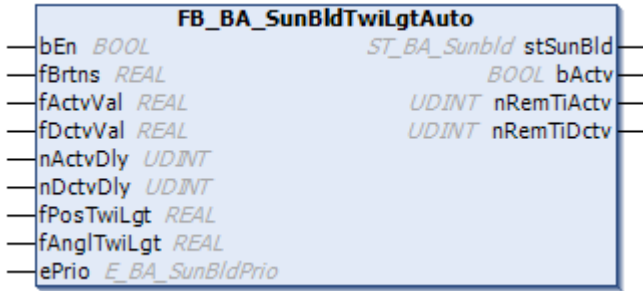 FB_BA_SunBldTwiLgtAuto
bEn BOOL ST_BA_Sunbld stSunBld
fBrtns REAL BOOL bActv
fActvVal REAL UDINT nRemTiActv
fDctvVal REAL UDINT nRemTiDctv
nActvDly UDINT
nDctvDly UDINT
fPosTwiLgt REAL
fAnglTwiLgt REAL
ePrio E_BA_SunBldPrio